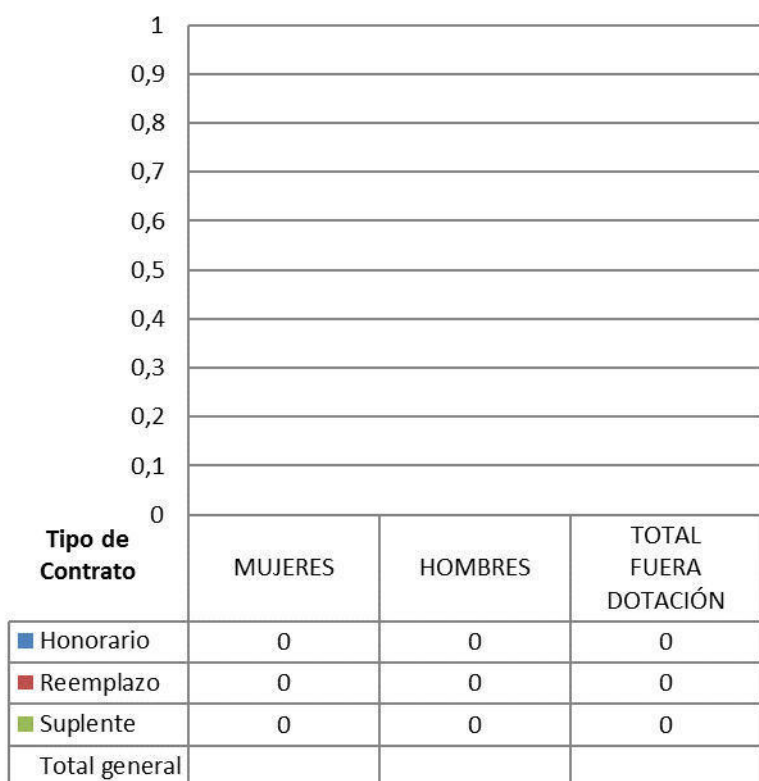 1
0,9
0,8
0,7
0,6
0,5
0,4
0,3
0,2
0,1
0
Tipo de
Contrato
MUJERES
HOMBRES
TOTAL
FUERA
DOTACIÓN
Honorario 0 0 0
Reemplazo 0 0 0
Suplente 0 0 0
Total general